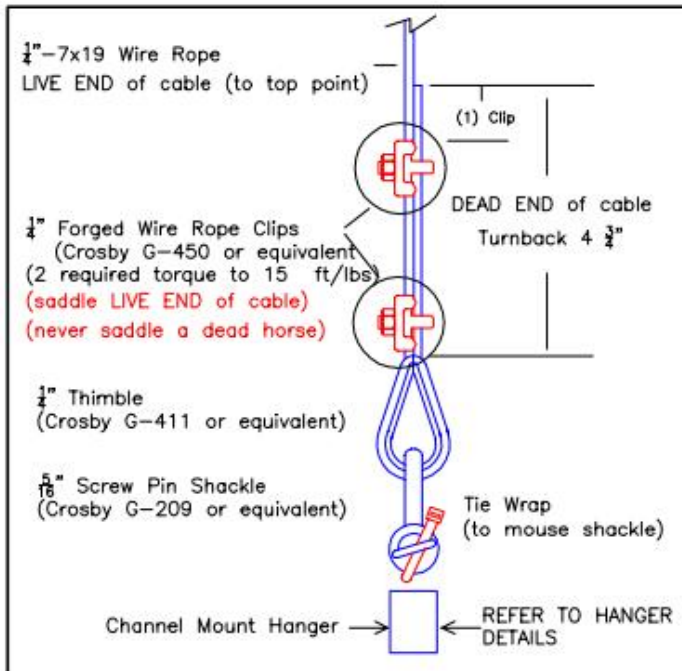 ¼"-7x19 Wire Rope
LIVE END of cable (to top point)
(1) Clip
DEAD END of cable
Turnback 4 ¾"
¼" Forged Wire Rope Clips
(Crosby G-450 or equivalent
(2 required torque to 15 ft/lbs)
(saddle LIVE END of cable)
(never saddle a dead horse)
¼" Thimble
(Crosby G-411 or equivalent)
5/16" Screw Pin Shackle
(Crosby G-209 or equivalent)
Tie Wrap
(to mouse shackle)
Channel Mount Hanger
REFER TO HANGER
DETAILS